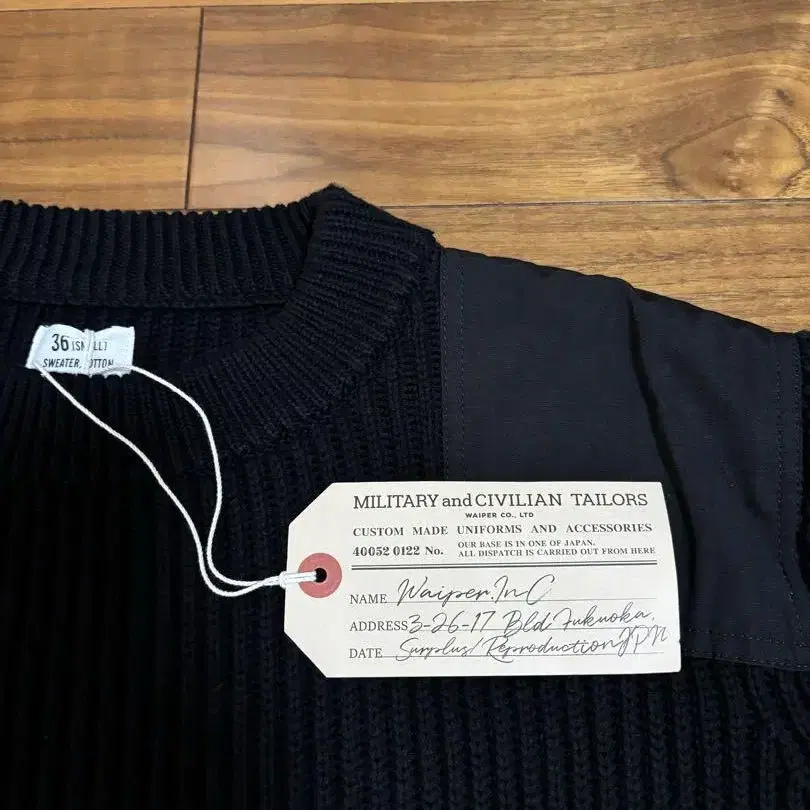 36
SWEATER,
MILITARY and CIVILIAN TAILORS
WAIPER CO., LTD
CUSTOM MADE UNIFORMS AND ACCESSORIES
40052 0122 No. OUR BASE IS IN ONE OF JAPAN.
ALL DISPATCH IS CARRIED OUT FROM HERE
NAME Waiper.InC
ADDRESS 3-26-17 Bld. Fukuoka.
DATE Surplus/Reproduction JPN